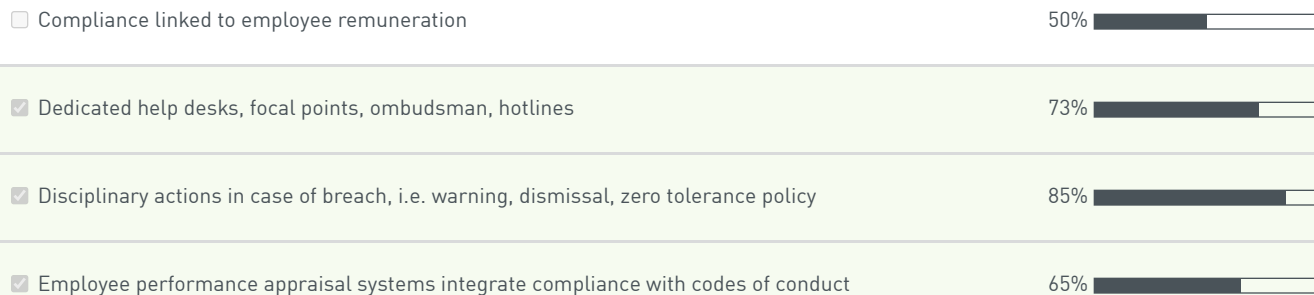 Compliance linked to employee remuneration 50%
Dedicated help desks, focal points, ombudsman, hotlines 73%
Disciplinary actions in case of breach, i.e. warning, dismissal, zero tolerance policy 85%
Employee performance appraisal systems integrate compliance with codes of conduct 65%